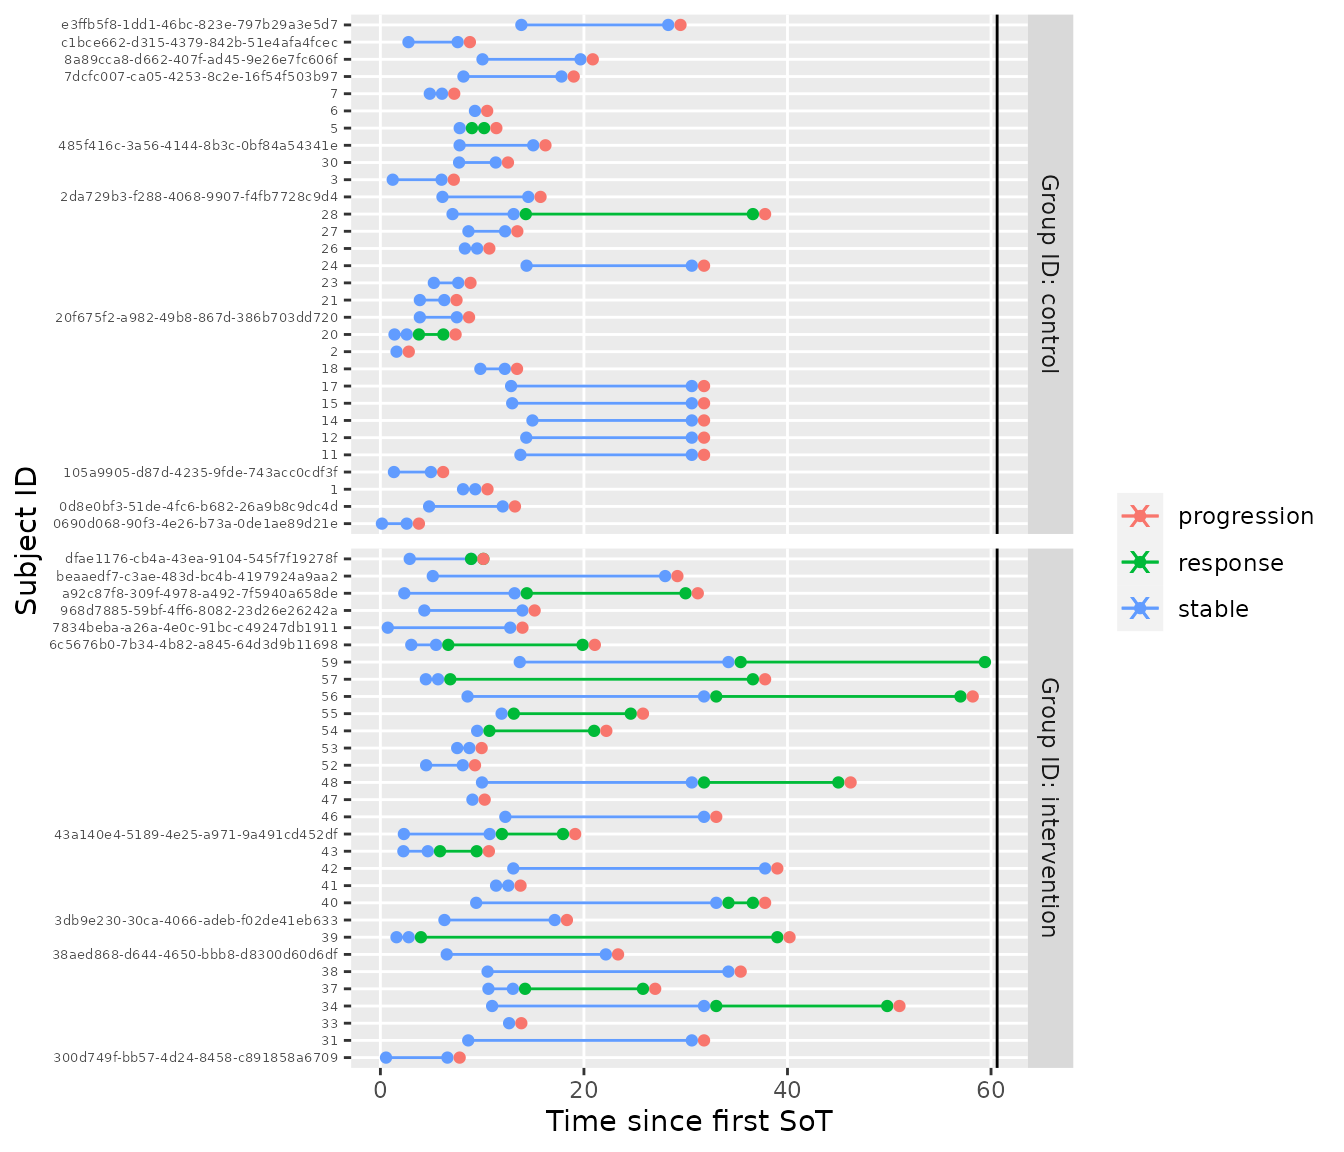 e3ffb5f8-1dd1-46bc-823e-797b29a3e5d7
c1bce662-d315-4379-842b-51e4afa4fcec
8a89cca8-d662-407f-ad45-9e26e7fc606f
7dcfc007-ca05-4253-8c2e-16f54f503b97
7
6
5
485f416c-3a56-4144-8b3c-0bf84a54341e
30
3
2da729b3-f288-4068-9907-f4fb7728c9d4
28
27
26
24
23
21
20f675f2-a982-49b8-867d-386b703dd720
20
2
18
17
15
14
12
11
105a9905-d87d-4235-9fde-743acc0cdf3f
1
0d8e0bf3-51de-4fc6-b682-26a9b8c9dc4d
0690d068-90f3-4e26-b73a-0de1ae89d21e
Group ID: control
dfae1176-cb4a-43ea-9104-545f7f19278f
beaaedf7-c3ae-483d-bc4b-4197924a9aa2
a92c87f8-309f-4978-a492-7f5940a658de
968d7885-59bf-4ff6-8082-23d26e26242a
7834beba-a26a-4e0c-91bc-c49247db1911
6c5676b0-7b34-4b82-a845-64d3d9b11698
59
57
56
55
54
53
52
48
47
46
43a140e4-5189-4e25-a971-9a491cd452df
43
42
41
40
3db9e230-30ca-4066-adeb-f02de41eb633
39
38aed868-d644-4650-bbb8-d8300d60d6df
38
37
34
33
31
300d749f-bb57-4d24-8458-c891858a6709
Group ID: intervention
Subject ID
0 20 40 60
Time since first SoT
progression
response
stable